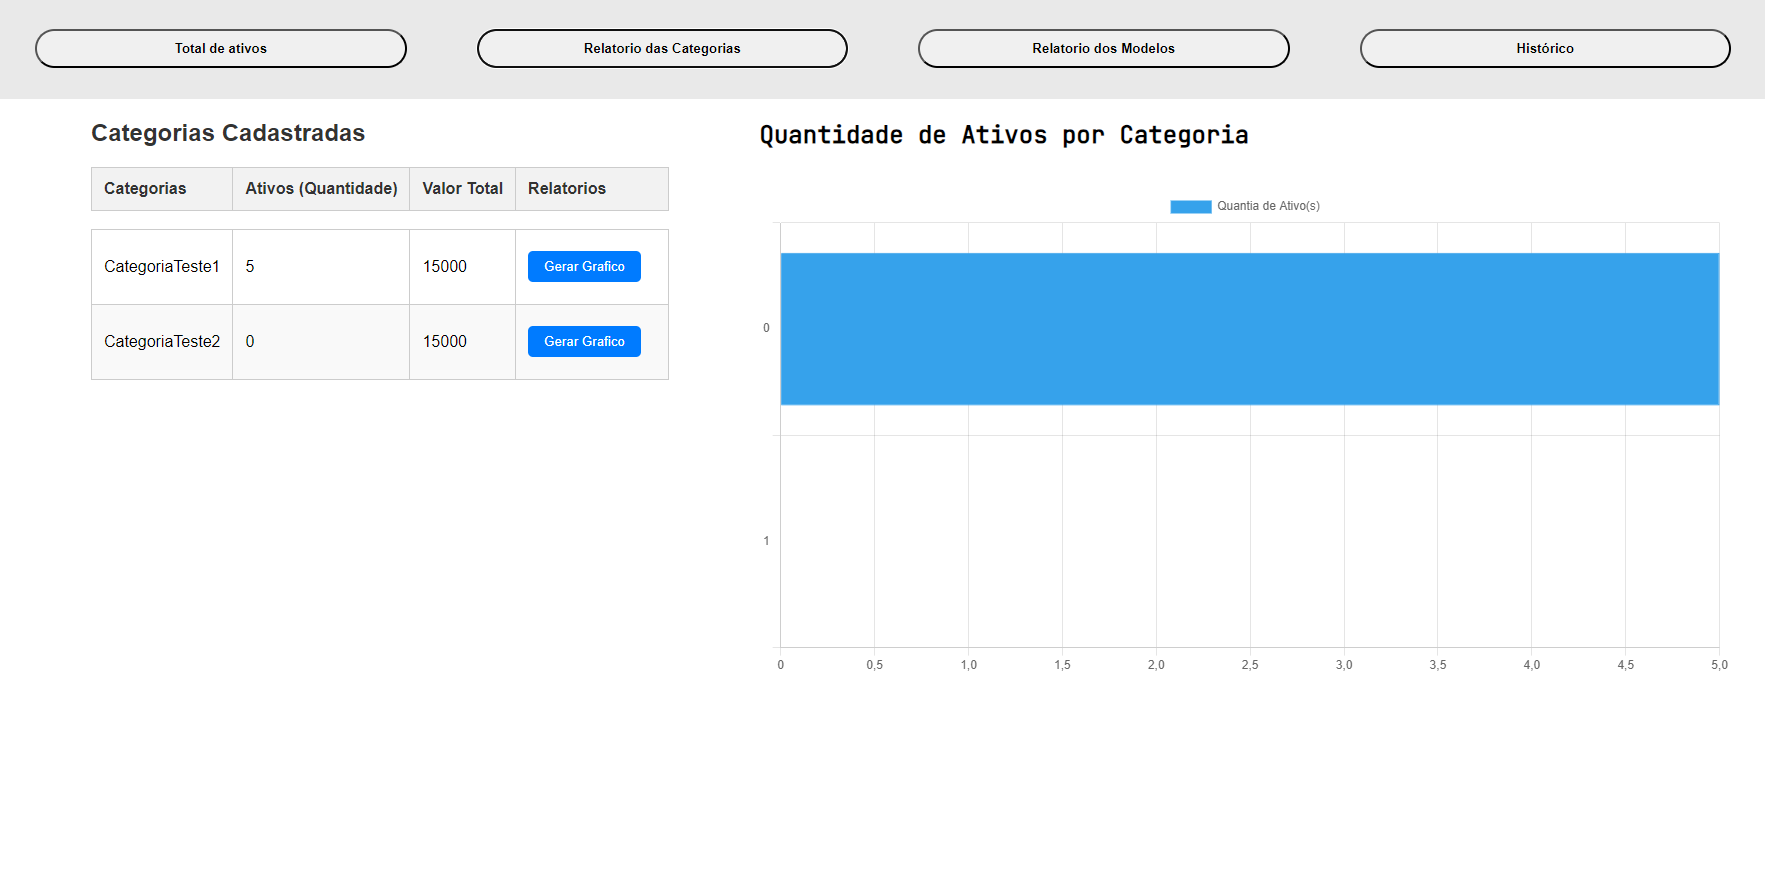 Total de ativos
Relatorio das Categorias
Relatorio dos Modelos
Histórico
Categorias Cadastradas
Categorias Ativos (Quantidade) Valor Total Relatorios
CategoriaTeste1 5 15000 Gerar Grafico
CategoriaTeste2 0 15000 Gerar Grafico
Quantidade de Ativos por Categoria
Quantia de Ativo(s)
0
1
0 0,5 1,0 1,5 2,0 2,5 3,0 3,5 4,0 4,5 5,0